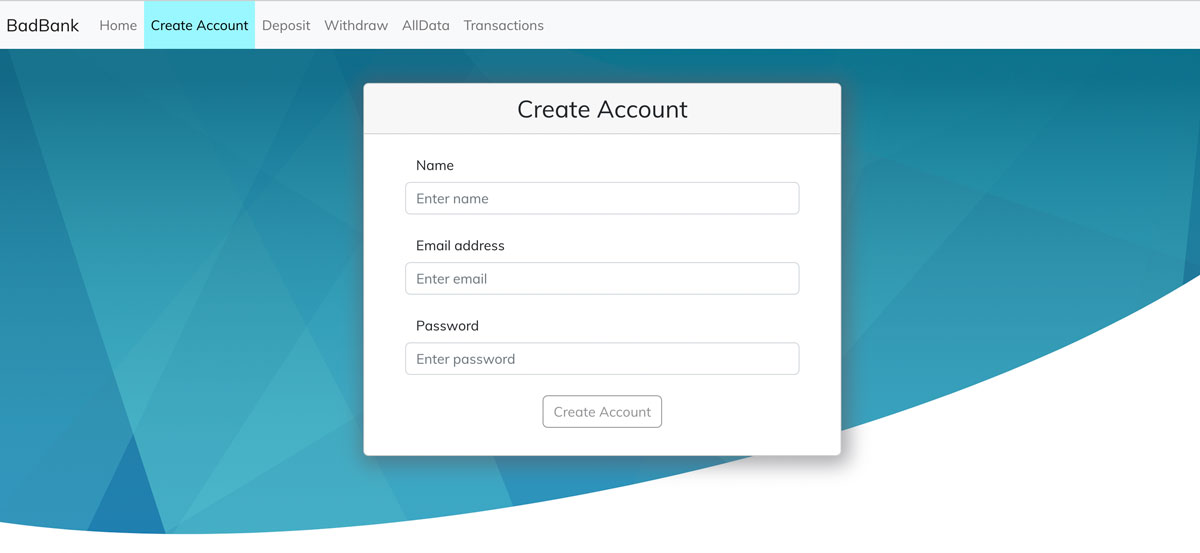 BadBank Home Create Account Deposit Withdraw AllData Transactions
Create Account
Name
Enter name
Email address
Enter email
Password
Enter password
Create Account